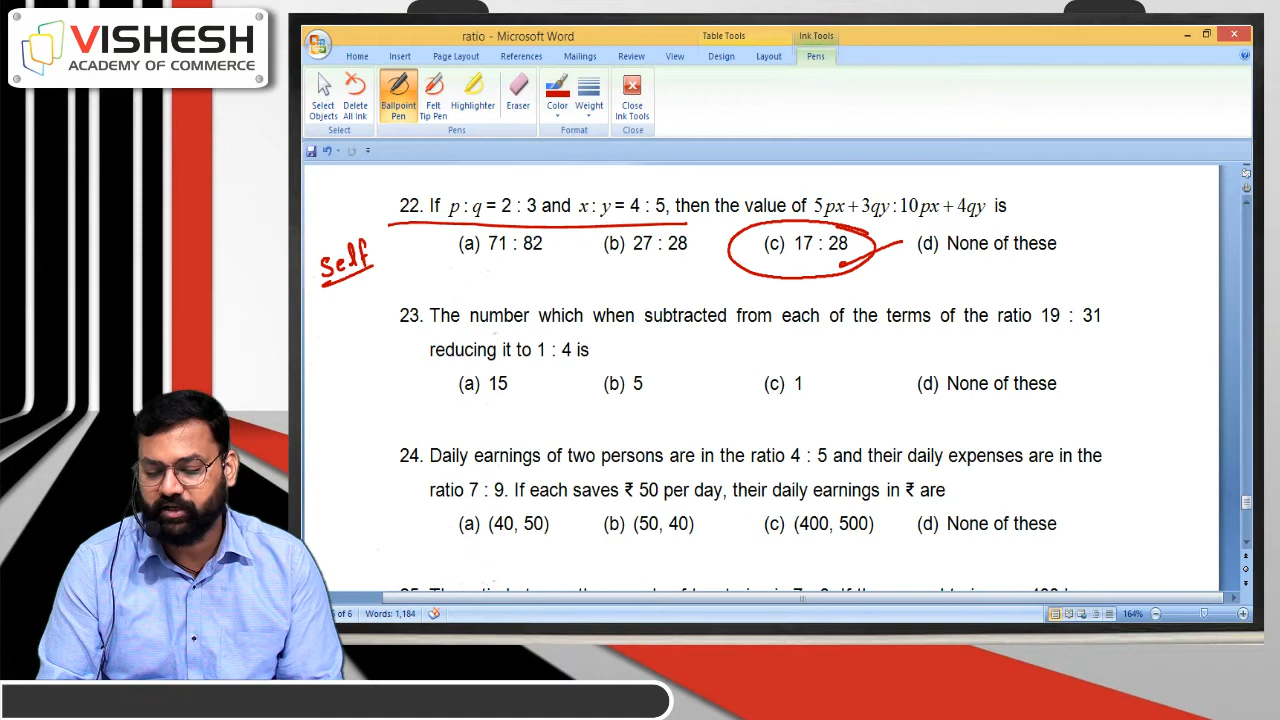 VISHESH
ACADEMY OF COMMERCE
ratio - Microsoft Word
Table Tools
Ink Tools
Home Insert Page Layout References Mailings Review View Design Layout Pens
Select Objects
Delete All Ink
Ballpoint Pen
Felt Tip Pen
Highlighter
Eraser
Color
Weight
Close Ink Tools
Select Pens Format Close
22. If p : q = 2 : 3 and x : y = 4 : 5, then the value of 5px + 3qy : 10px + 4qy is
(a) 71 : 82 (b) 27 : 28 (c) 17 : 28 (d) None of these
Self
23. The number which when subtracted from each of the terms of the ratio 19 : 31
reducing it to 1 : 4 is
(a) 15 (b) 5 (c) 1 (d) None of these
24. Daily earnings of two persons are in the ratio 4 : 5 and their daily expenses are in the
ratio 7 : 9. If each saves ₹ 50 per day, their daily earnings in ₹ are
(a) (40, 50) (b) (50, 40) (c) (400, 500) (d) None of these
of 6 Words: 1,184 164%